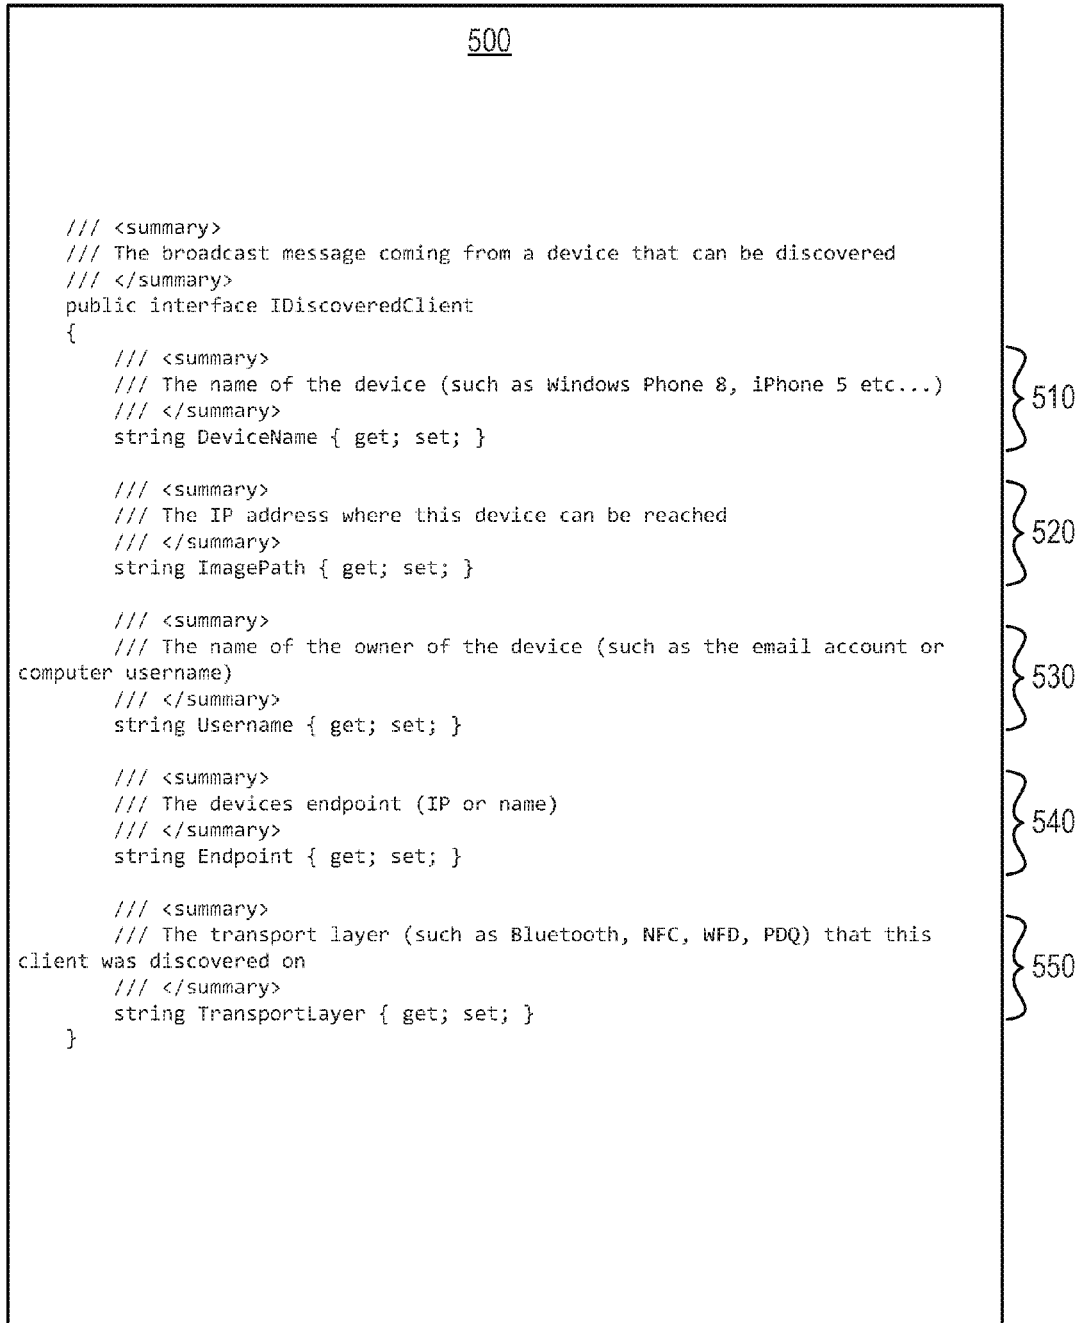 500
/// <summary>
/// The broadcast message coming from a device that can be discovered
/// </summary>
public interface IDiscoveredClient
{
/// <summary>
/// The name of the device (such as Windows Phone 8, iPhone 5 etc...)
/// </summary>
string DeviceName { get; set; }
510
/// <summary>
/// The IP address where this device can be reached
/// </summary>
string ImagePath { get; set; }
520
/// <summary>
/// The name of the owner of the device (such as the email account or
computer username)
/// </summary>
string Username { get; set; }
530
/// <summary>
/// The devices endpoint (IP or name)
/// </summary>
string Endpoint { get; set; }
540
/// <summary>
/// The transport layer (such as Bluetooth, NFC, WFD, PDQ) that this
client was discovered on
/// </summary>
string TransportLayer { get; set; }
550
}